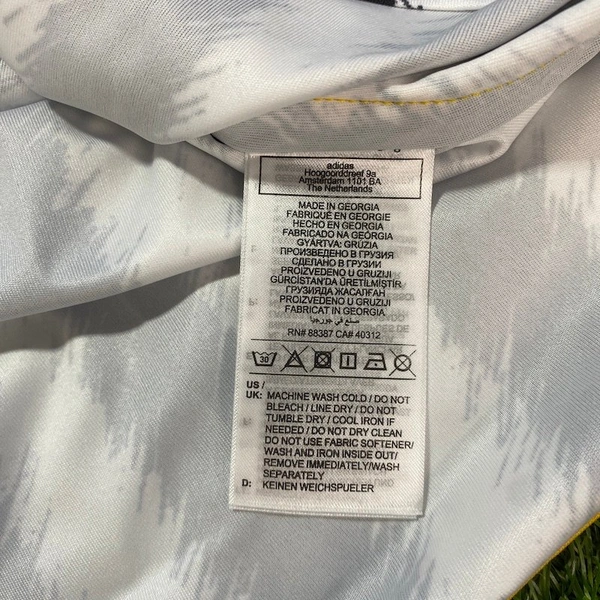 adidas
Hoogoorddreef 9a
Amsterdam 1101 BA
The Netherlands
MADE IN GEORGIA
FABRIQUÉ EN GEORGIE
HECHO EN GEORGIA
FABRICADO NA GEÓRGIA
GYÁRTVA: GRÚZIA
ПРОИЗВЕДЕНО В ГРУЗИЯ
СДЕЛАНО В ГРУЗИИ
PROIZVEDENO U GRUZIJI
GÜRCİSTAN'DA ÜRETİLMİŞTİR
ГРУЗИЯДА ЖАСАЛҒАН
PROIZVEDENO U GRUZIJI
FABRICAT IN GEORGIA
صنع في جورجيا
RN# 88387 CA# 40312
30
US /
UK: MACHINE WASH COLD / DO NOT
BLEACH / LINE DRY / DO NOT
TUMBLE DRY / COOL IRON IF
NEEDED / DO NOT DRY CLEAN
DO NOT USE FABRIC SOFTENER/
WASH AND IRON INSIDE OUT/
REMOVE IMMEDIATELY/WASH
SEPARATELY
D: KEINEN WEICHSPUELER